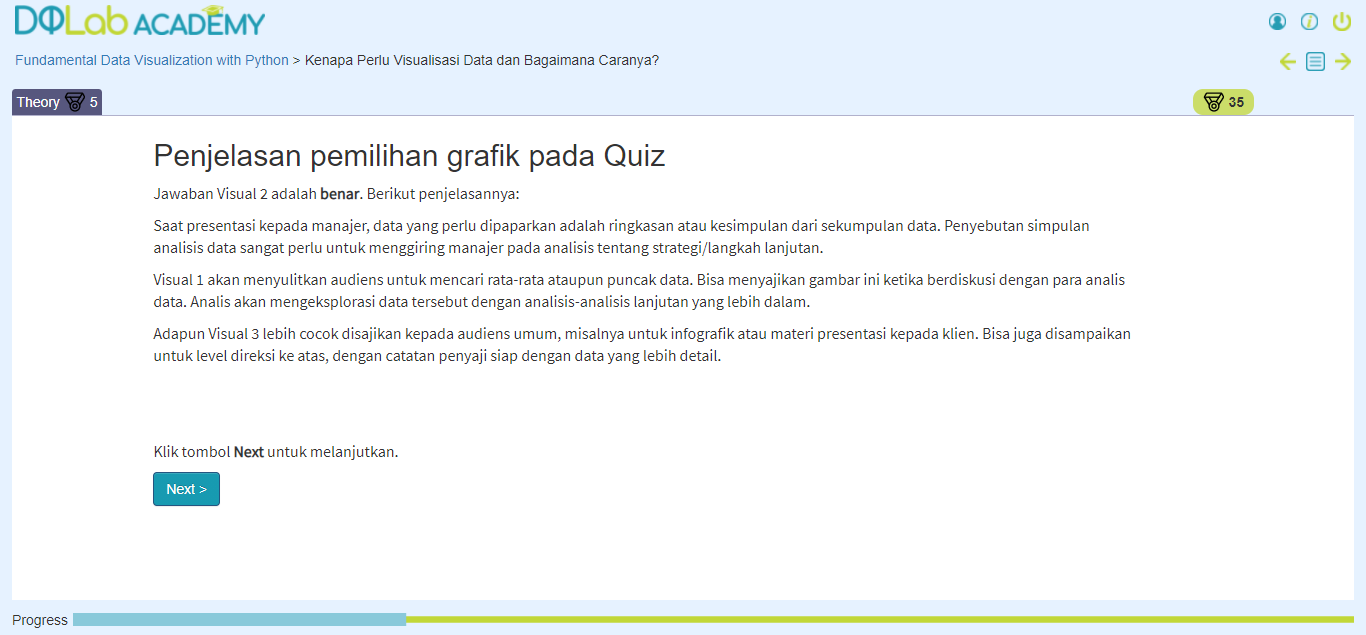 DQLab ACADEMY
Fundamental Data Visualization with Python > Kenapa Perlu Visualisasi Data dan Bagaimana Caranya?
Theory 5
35
Penjelasan pemilihan grafik pada Quiz
Jawaban Visual 2 adalah benar. Berikut penjelasannya:
Saat presentasi kepada manajer, data yang perlu dipaparkan adalah ringkasan atau kesimpulan dari sekumpulan data. Penyebutan simpulan
analisis data sangat perlu untuk menggiring manajer pada analisis tentang strategi/langkah lanjutan.
Visual 1 akan menyulitkan audiens untuk mencari rata-rata ataupun puncak data. Bisa menyajikan gambar ini ketika berdiskusi dengan para analis
data. Analis akan mengeksplorasi data tersebut dengan analisis-analisis lanjutan yang lebih dalam.
Adapun Visual 3 lebih cocok disajikan kepada audiens umum, misalnya untuk infografik atau materi presentasi kepada klien. Bisa juga disampaikan
untuk level direksi ke atas, dengan catatan penyaji siap dengan data yang lebih detail.
Klik tombol Next untuk melanjutkan.
Next >
Progress